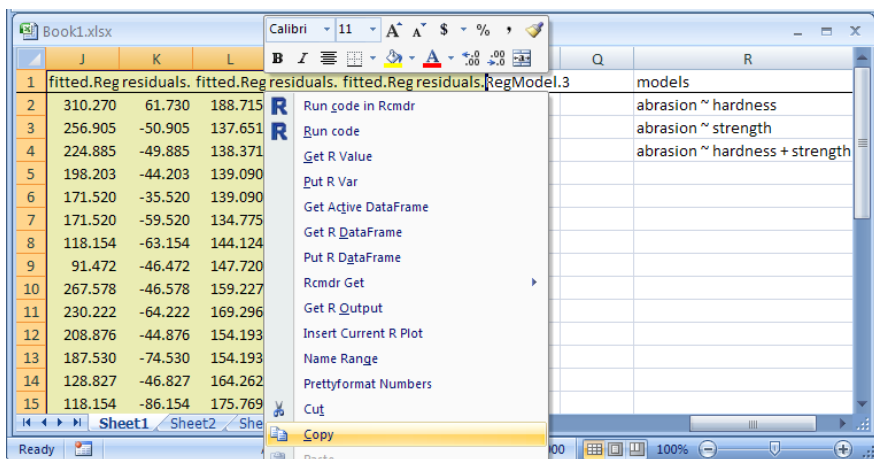 Book1.xlsx
Calibri 11 A A $ % ,
B I A .0 .00 .00 .0
J K L Q R
1 fitted.Reg residuals. fitted.Reg residuals. fitted.Reg residuals.RegModel.3 models
2 310.270 61.730 188.715 abrasion ~ hardness
3 256.905 -50.905 137.651 abrasion ~ strength
4 224.885 -49.885 138.371 abrasion ~ hardness + strength
5 198.203 -44.203 139.090
6 171.520 -35.520 139.090
7 171.520 -59.520 134.775
8 118.154 -63.154 144.124
9 91.472 -46.472 147.720
10 267.578 -46.578 159.227
11 230.222 -64.222 169.296
12 208.876 -44.876 154.193
13 187.530 -74.530 154.193
14 128.827 -46.827 164.262
15 118.154 -86.154 175.769
R Run code in Rcmdr
R Run code
Get R Value
Put R Var
Get Active DataFrame
Get R DataFrame
Put R DataFrame
Rcmdr Get
Get R Output
Insert Current R Plot
Name Range
Prettyformat Numbers
Cut
Copy
Paste
Sheet1 Sheet2 She
Ready 00 100%